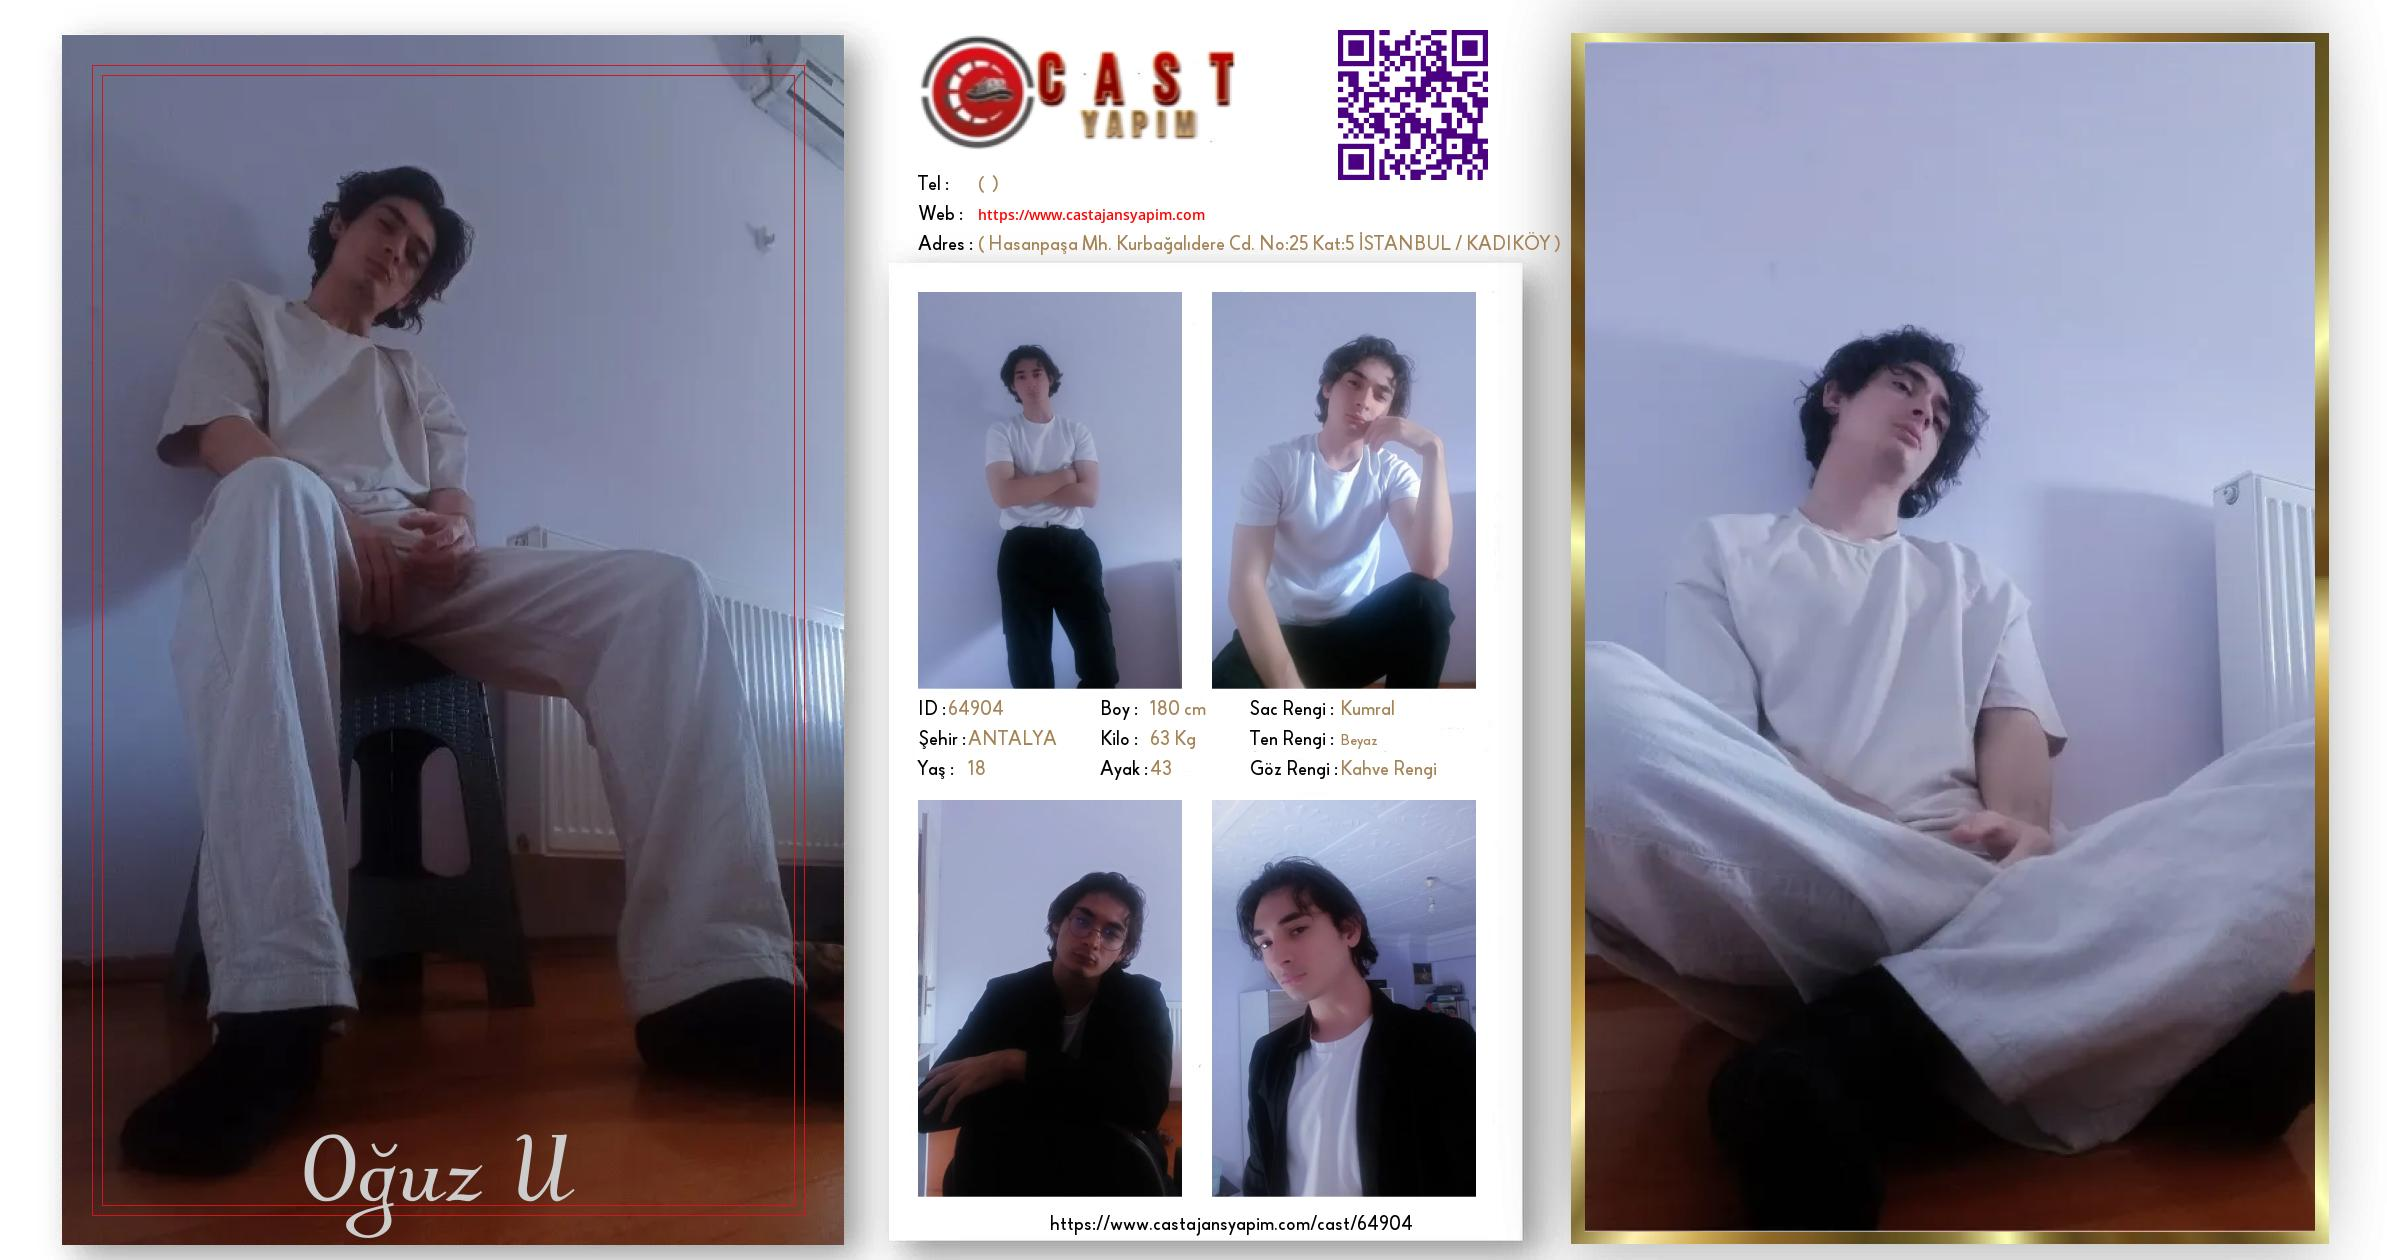 Oğuz U
CAST
YAPIM
Tel : ( )
Web : https://www.castajansyapim.com
Adres : ( Hasanpaşa Mh. Kurbağalıdere Cd. No:25 Kat:5 İSTANBUL / KADIKÖY )
ID : 64904 Boy : 180 cm Sac Rengi : Kumral
Şehir : ANTALYA Kilo : 63 Kg Ten Rengi : Beyaz
Yaş : 18 Ayak : 43 Göz Rengi : Kahve Rengi
https://www.castajansyapim.com/cast/64904